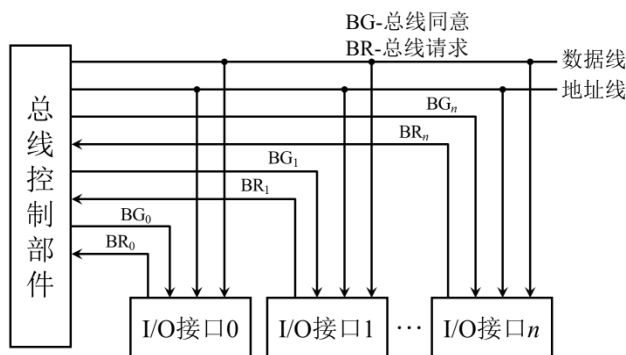 BG-总线同意
BR-总线请求
数据线
地址线
总线控制部件
BGₙ
BRₙ
BG₁
BR₁
BG₀
BR₀
I/O接口0
I/O接口1
···
I/O接口n